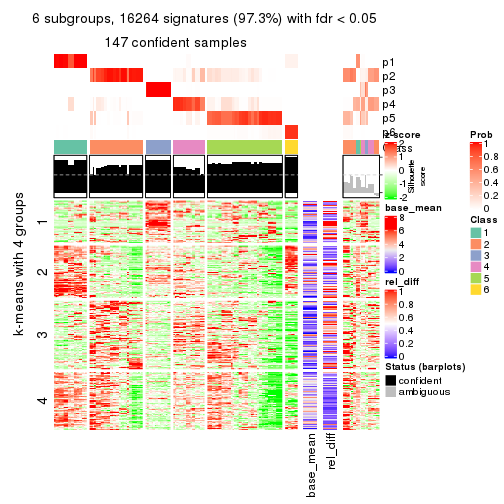 6 subgroups, 16264 signatures (97.3%) with fdr < 0.05
147 confident samples
p1
p2
p3
p4
p5
p6
Class
Silhouette
score
1
2
3
4
k-means with 4 groups
base_mean
rel_diff
z-score
2
1
0
-1
-2
base_mean
8
6
4
2
0
rel_diff
1
0.8
0.6
0.4
0.2
0
Status (barplots)
confident
ambiguous
Prob
1
0.8
0.6
0.4
0.2
0
Class
1
2
3
4
5
6